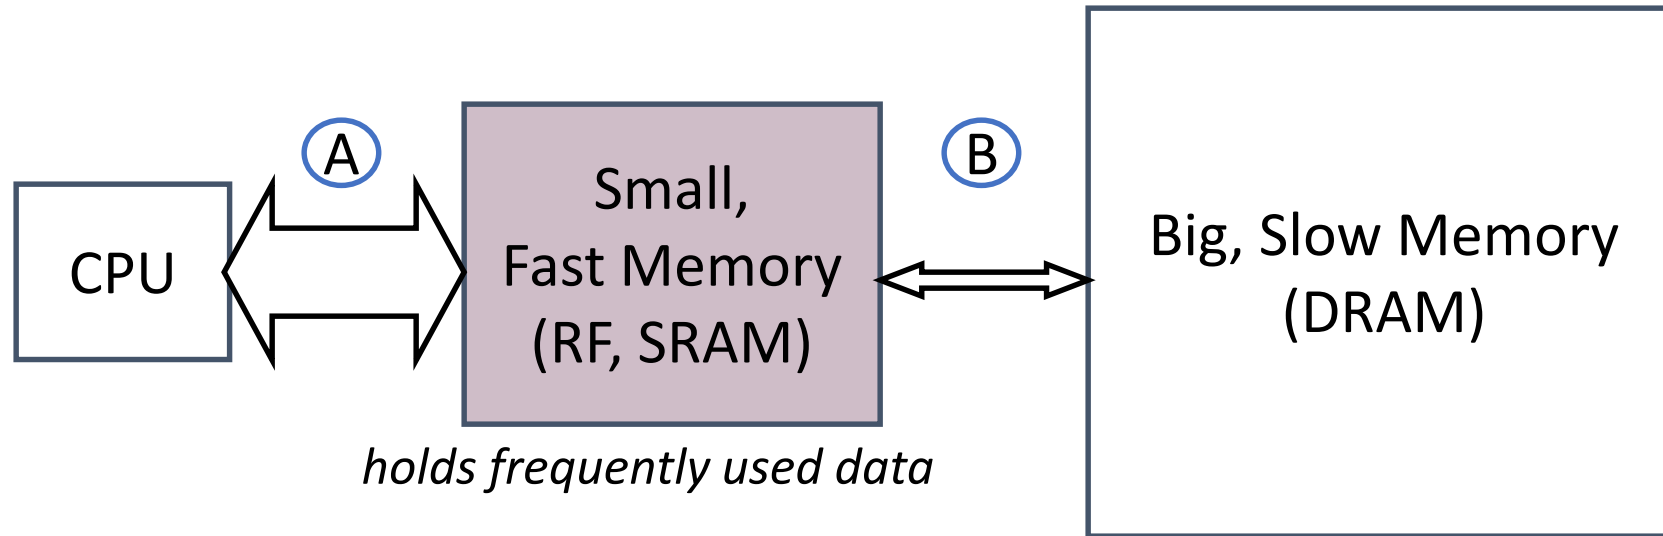 A
B
CPU
Small,
Fast Memory
(RF, SRAM)
Big, Slow Memory
(DRAM)
holds frequently used data